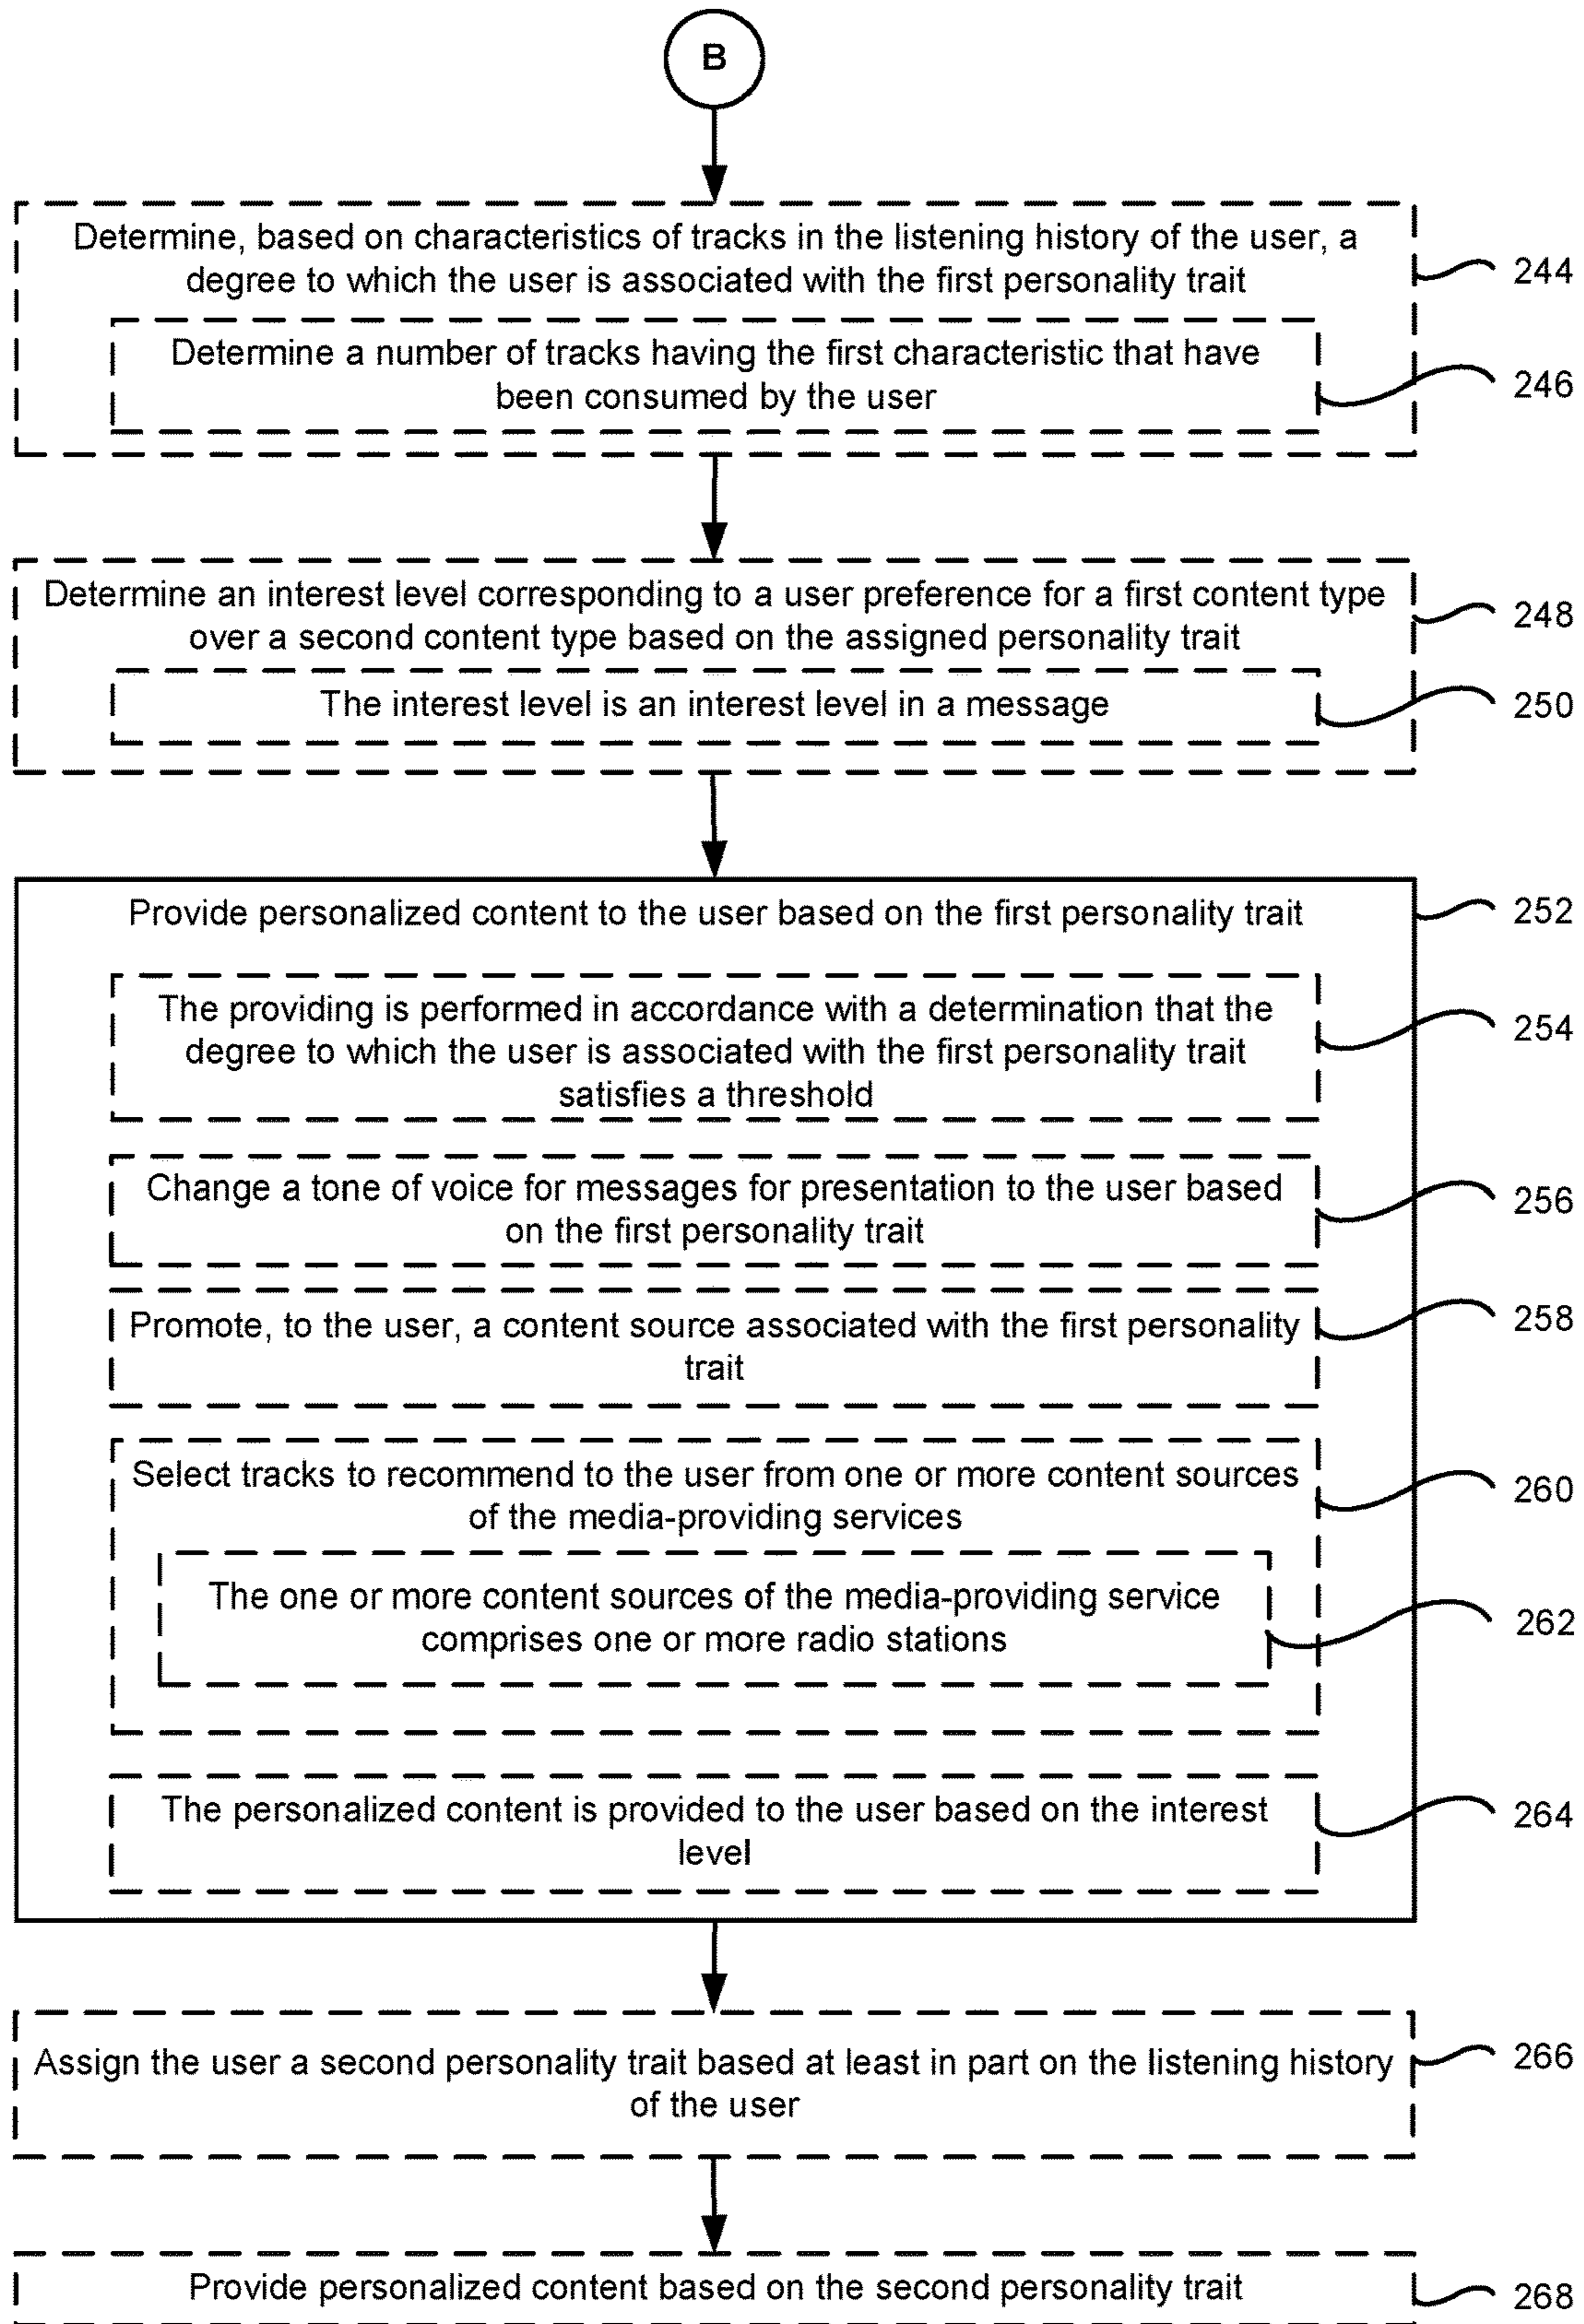 B
Determine, based on characteristics of tracks in the listening history of the user, a
degree to which the user is associated with the first personality trait
244
Determine a number of tracks having the first characteristic that have
been consumed by the user
246
Determine an interest level corresponding to a user preference for a first content type
over a second content type based on the assigned personality trait
248
The interest level is an interest level in a message
250
Provide personalized content to the user based on the first personality trait
252
The providing is performed in accordance with a determination that the
degree to which the user is associated with the first personality trait
satisfies a threshold
254
Change a tone of voice for messages for presentation to the user based
on the first personality trait
256
Promote, to the user, a content source associated with the first personality
trait
258
Select tracks to recommend to the user from one or more content sources
of the media-providing services
260
The one or more content sources of the media-providing service
comprises one or more radio stations
262
The personalized content is provided to the user based on the interest
level
264
Assign the user a second personality trait based at least in part on the listening history
of the user
266
Provide personalized content based on the second personality trait
268